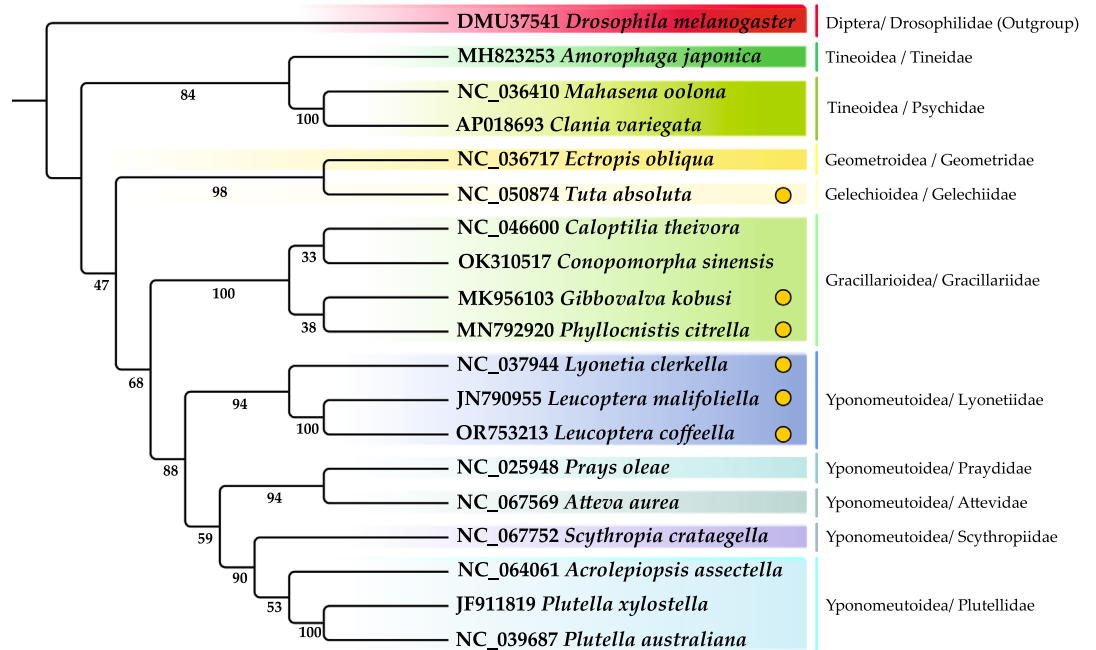 DMU37541 Drosophila melanogaster Diptera/ Drosophilidae (Outgroup)
MH823253 Amorophaga japonica Tineoidea / Tineidae
84
NC_036410 Mahasena oolona
Tineoidea / Psychidae
100
AP018693 Clania variegata
NC_036717 Ectropis obliqua Geometroidea / Geometridae
98
NC_050874 Tuta absoluta Gelechioidea / Gelechiidae
NC_046600 Caloptilia theivora
33
OK310517 Conopomorpha sinensis
47
100
Gracillarioidea/ Gracillariidae
MK956103 Gibbovalva kobusi
38
MN792920 Phyllocnistis citrella
NC_037944 Lyonetia clerkella
68
94
JN790955 Leucoptera malifoliella Yponomeutoidea/ Lyonetiidae
100
OR753213 Leucoptera coffeella
88
NC_025948 Prays oleae Yponomeutoidea/ Praydidae
94
NC_067569 Atteva aurea Yponomeutoidea/ Attevidae
59
NC_067752 Scythropia crataegella Yponomeutoidea/ Scythropiidae
90
NC_064061 Acrolepiopsis assectella
53
JF911819 Plutella xylostella Yponomeutoidea/ Plutellidae
100
NC_039687 Plutella australiana